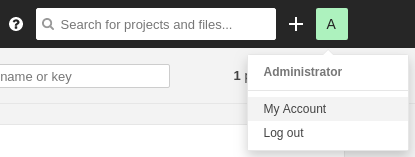 ? Search for projects and files... + A
Administrator
name or key 1
My Account
Log out